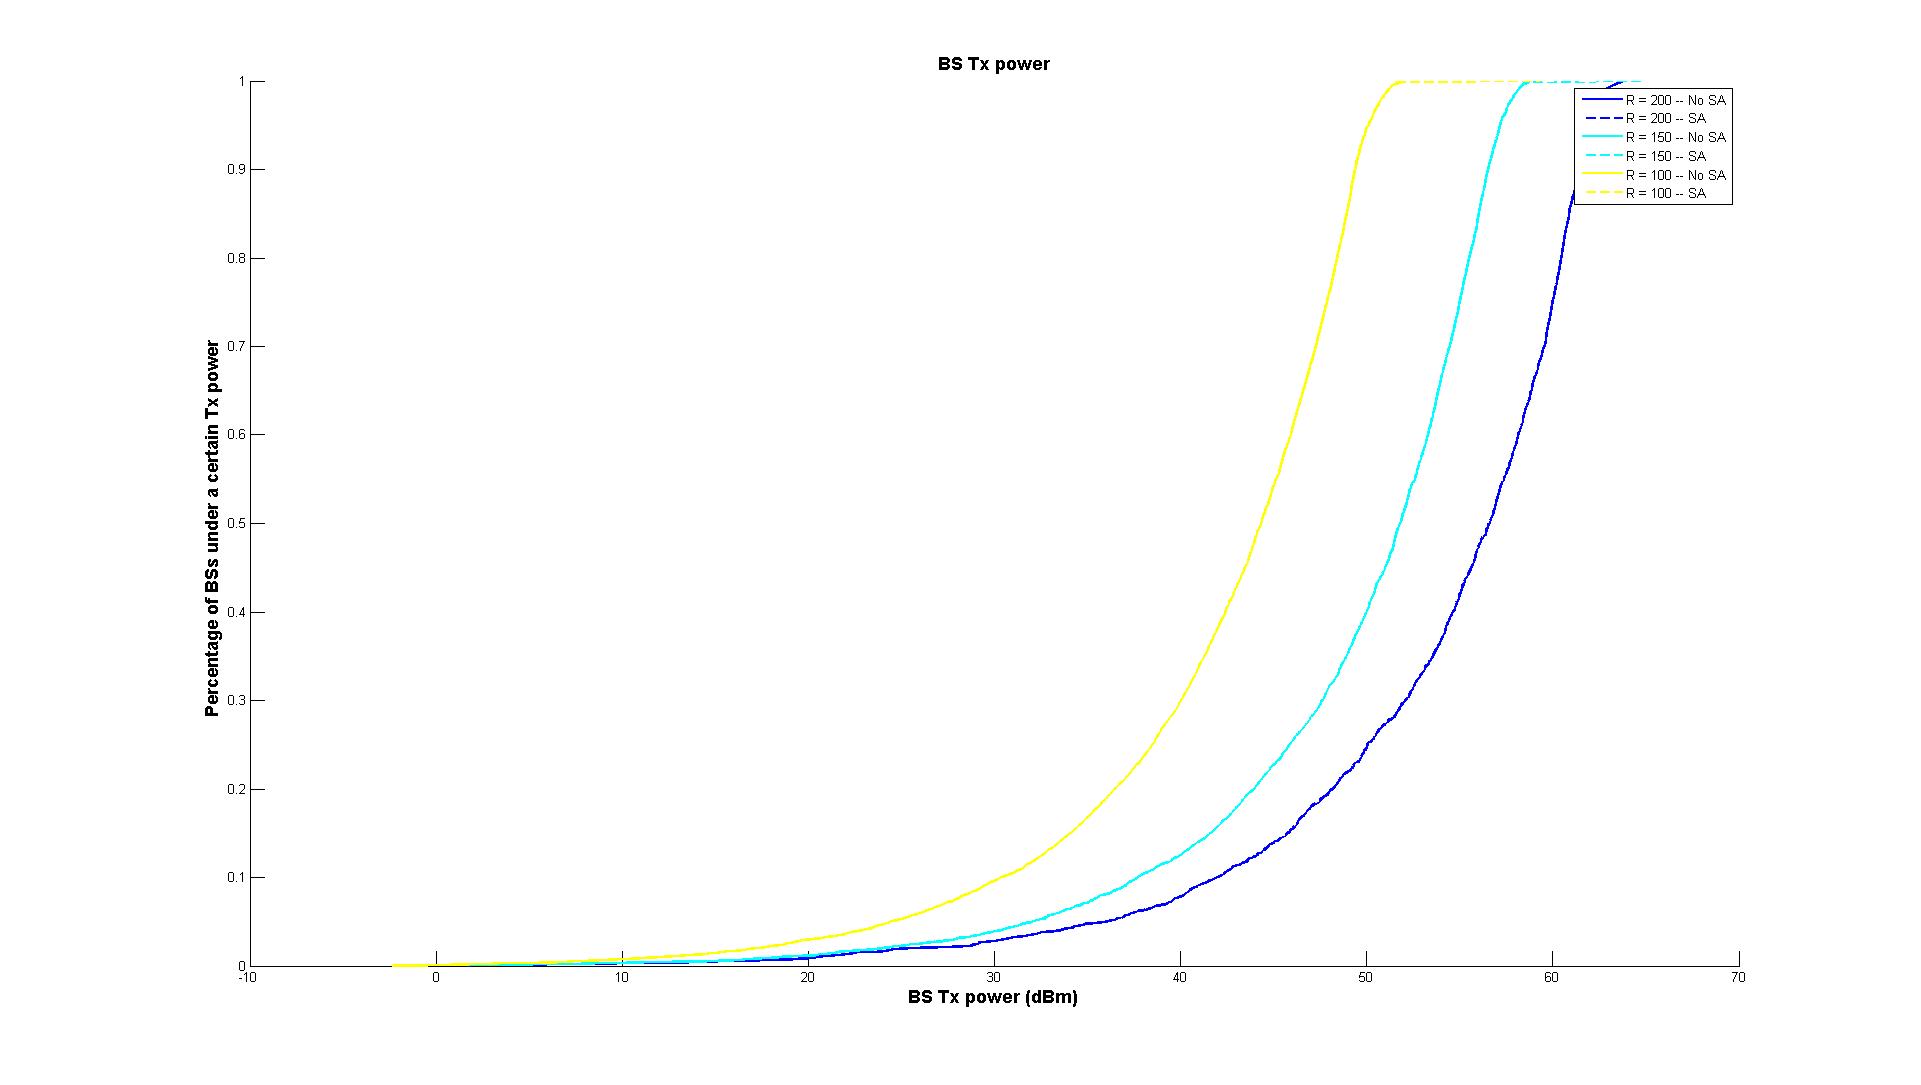 BS Tx power
1
0.9
0.8
0.7
0.6
0.5
0.4
0.3
0.2
0.1
0
Percentage of BSs under a certain Tx power
R = 200 -- No SA
R = 200 -- SA
R = 150 -- No SA
R = 150 -- SA
R = 100 -- No SA
R = 100 -- SA
-10 0 10 20 30 40 50 60 70
BS Tx power (dBm)